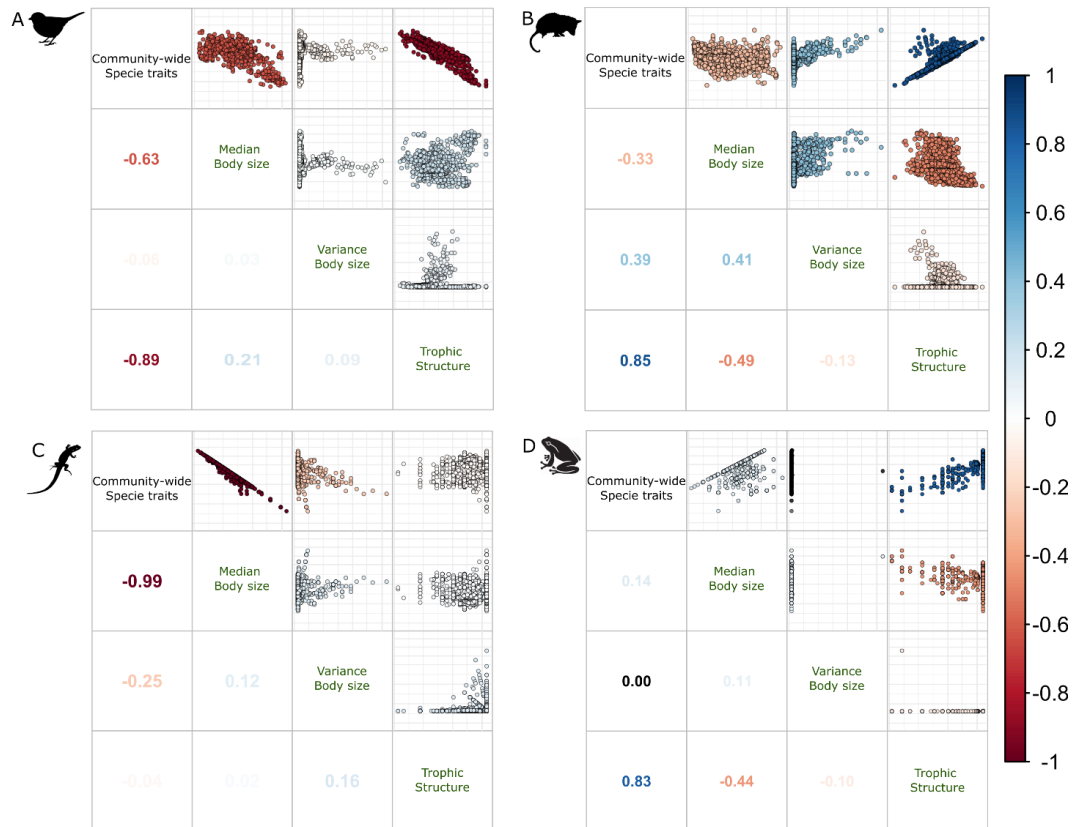 A
Community-wide
Specie traits
-0.63
Median
Body size
-0.06
0.03
Variance
Body size
-0.89
0.21
0.09
Trophic
Structure
B
Community-wide
Specie traits
-0.33
Median
Body size
0.39
0.41
Variance
Body size
0.85
-0.49
-0.13
Trophic
Structure
C
Community-wide
Specie traits
-0.99
Median
Body size
-0.25
0.12
Variance
Body size
-0.04
0.02
0.16
Trophic
Structure
D
Community-wide
Specie traits
0.14
Median
Body size
0.00
0.11
Variance
Body size
0.83
-0.44
-0.10
Trophic
Structure
1
0.8
0.6
0.4
0.2
0
-0.2
-0.4
-0.6
-0.8
-1